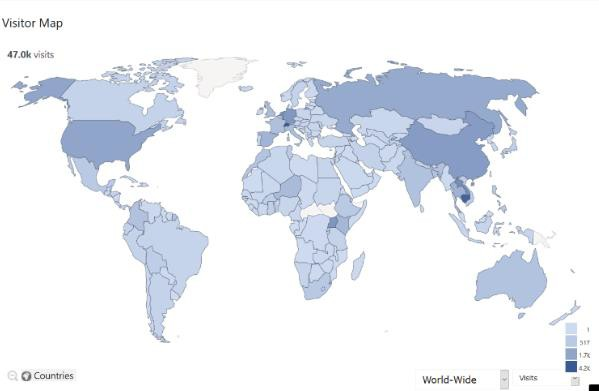 Visitor Map
47.0k visits
1
517
1.7k
4.2k
Countries
World-Wide
Visits